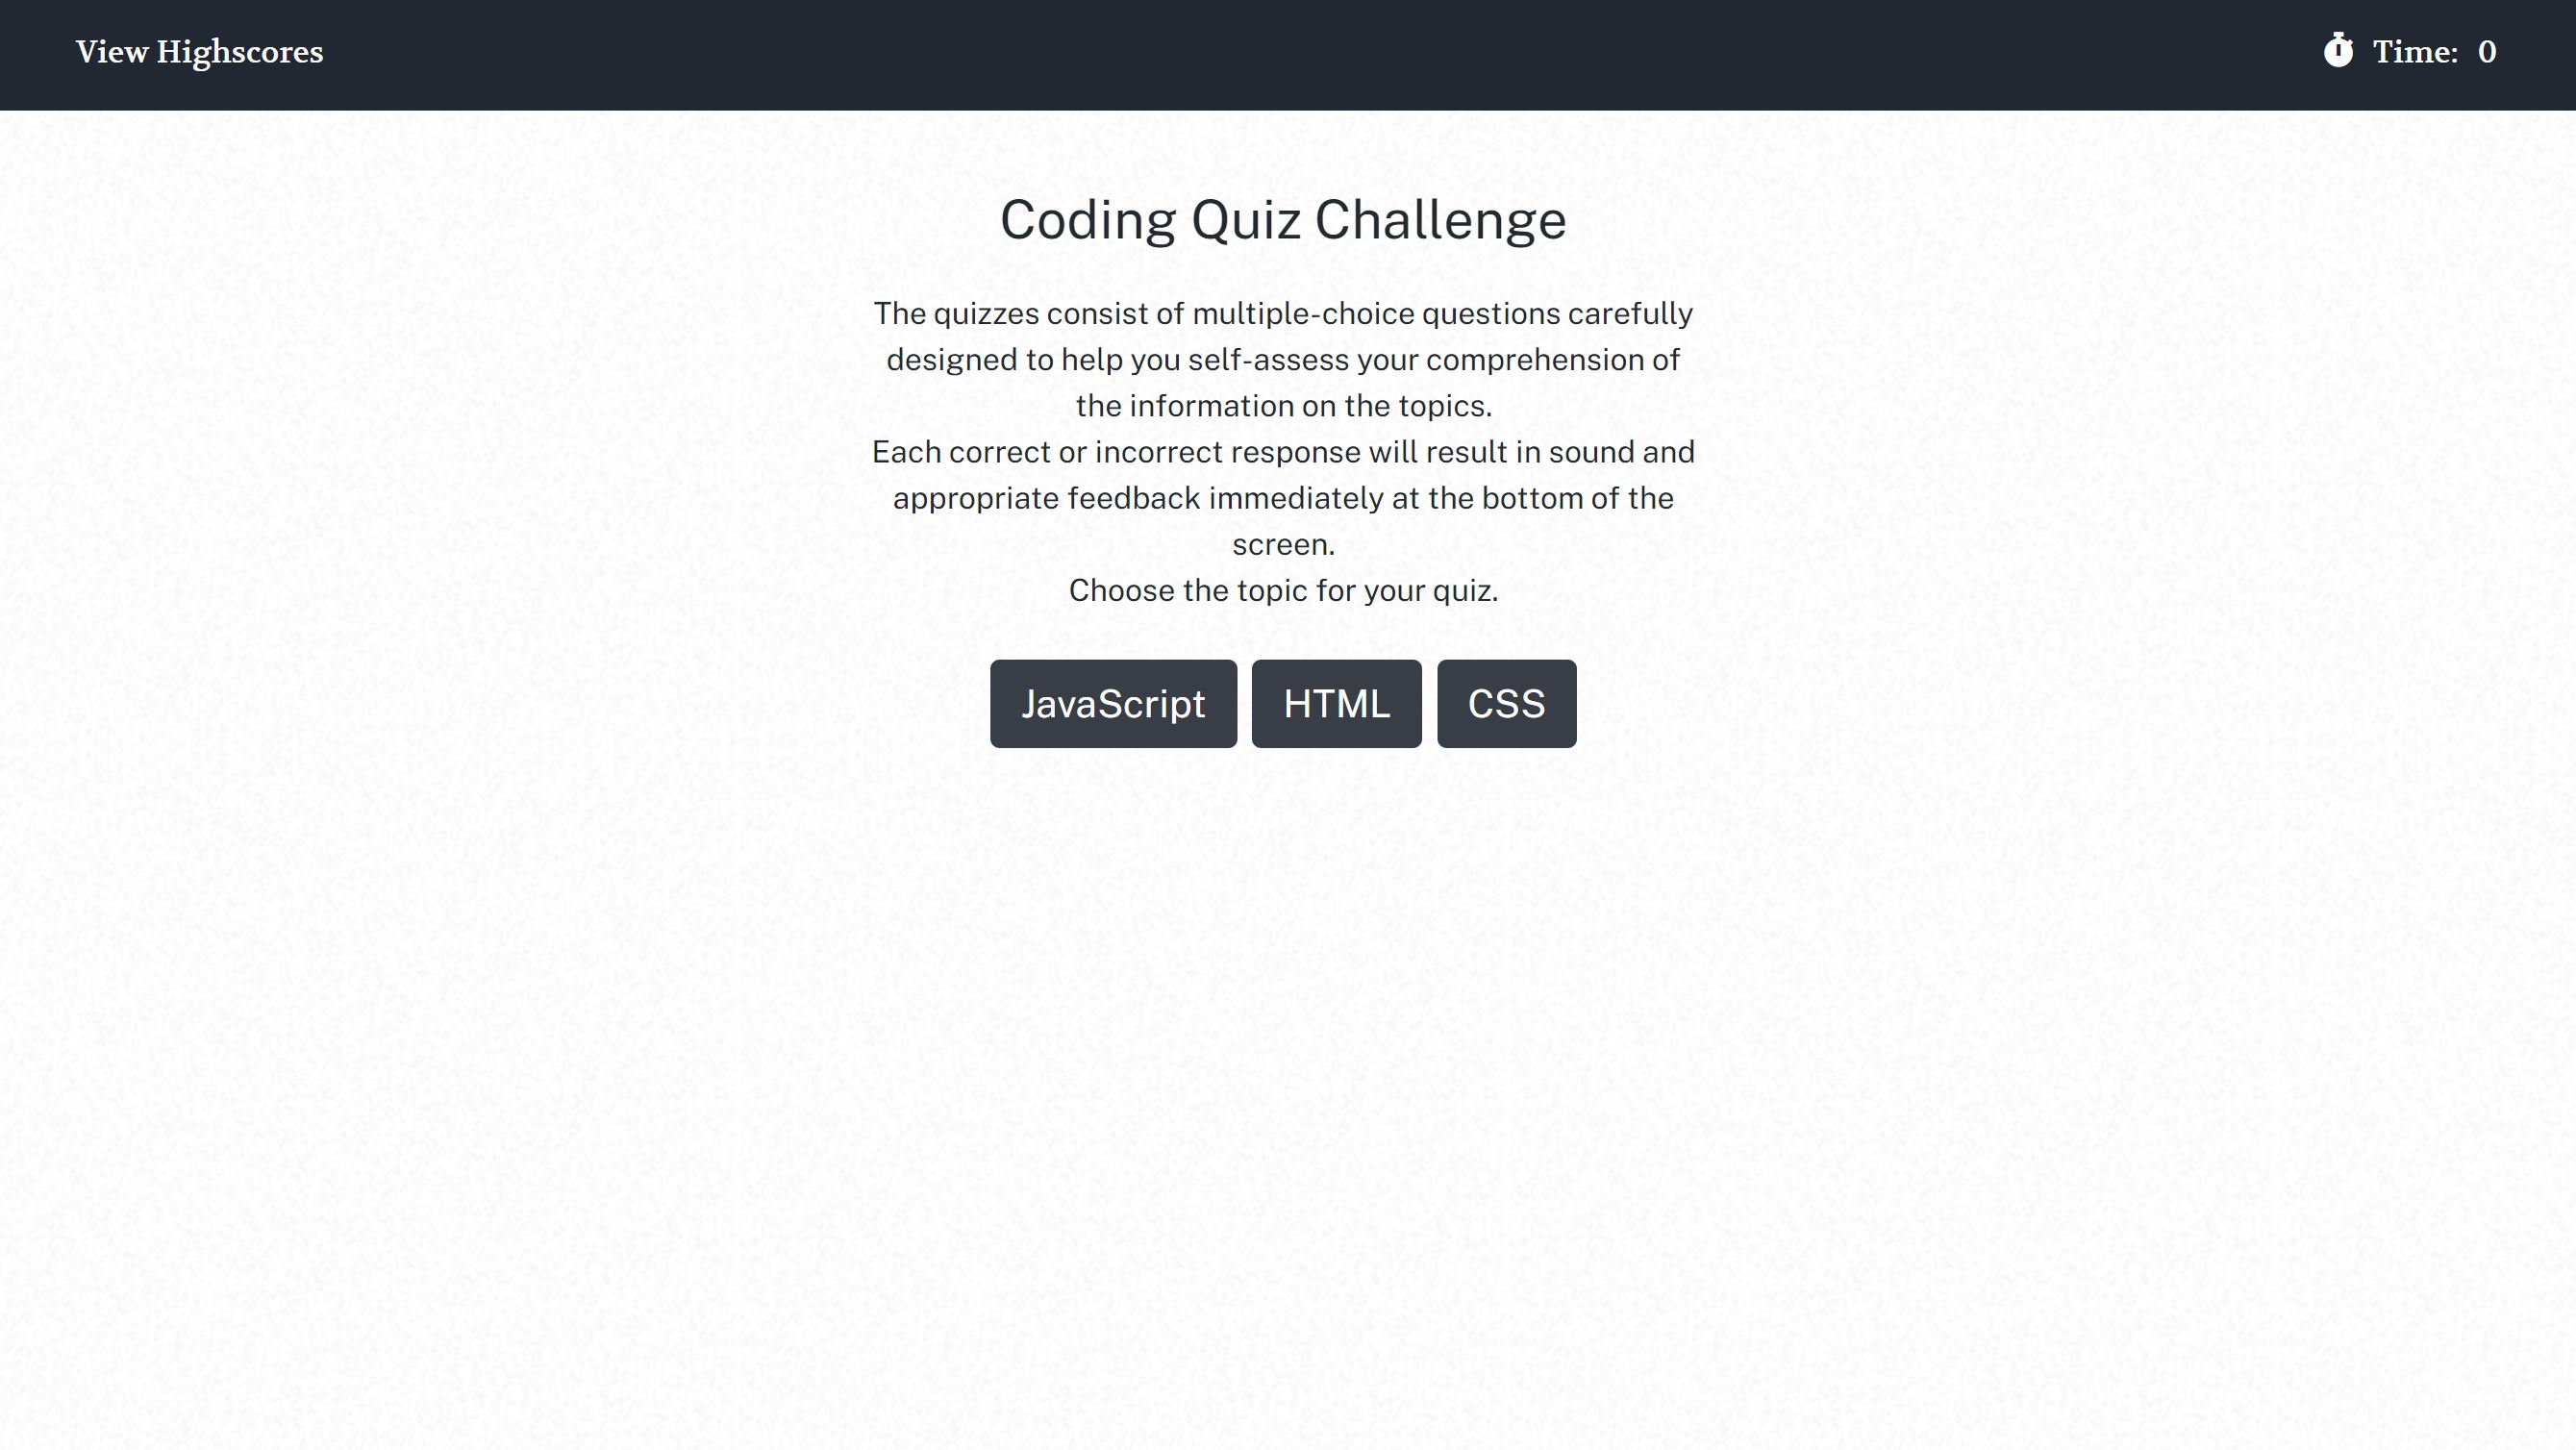 View Highscores
Time: 0
Coding Quiz Challenge
The quizzes consist of multiple-choice questions carefully
designed to help you self-assess your comprehension of
the information on the topics.
Each correct or incorrect response will result in sound and
appropriate feedback immediately at the bottom of the
screen.
Choose the topic for your quiz.
JavaScript
HTML
CSS